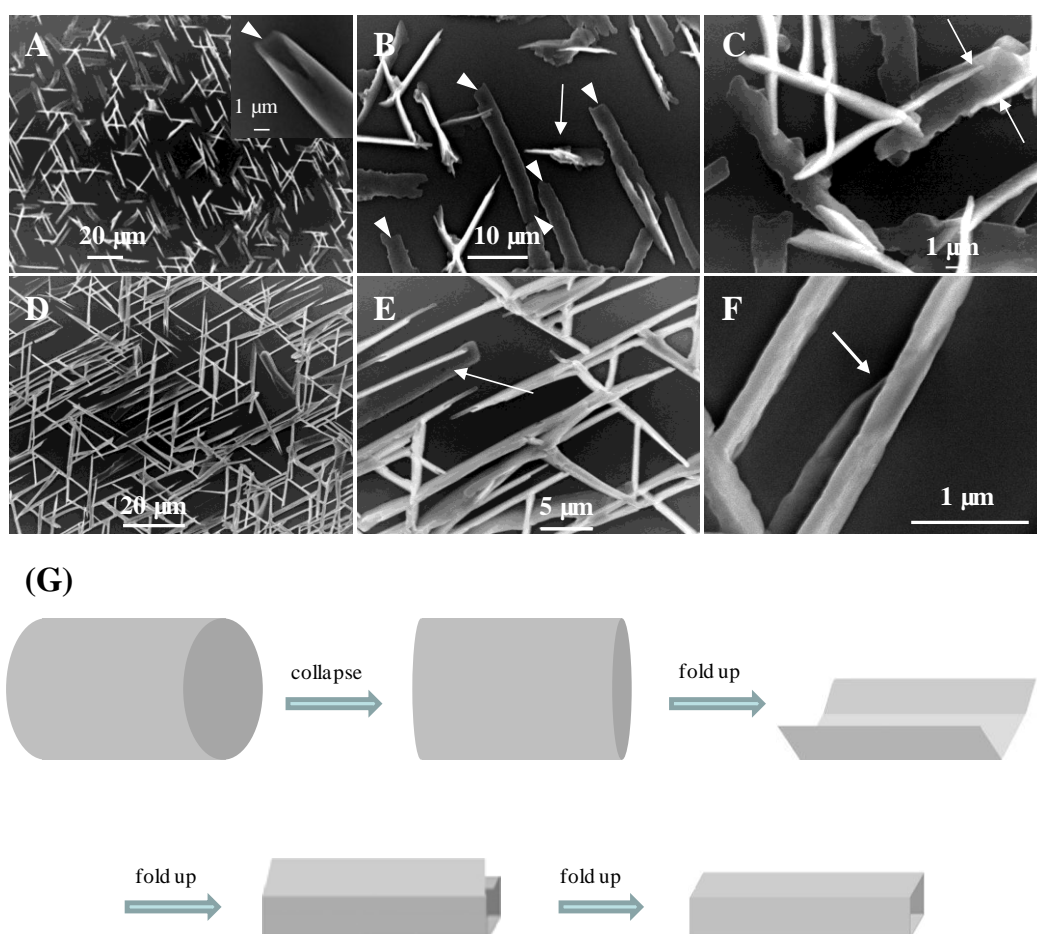 A
1 μm
20 μm
B
10 μm
C
1 μm
D
20 μm
E
5 μm
F
1 μm
(G)
collapse
fold up
fold up
fold up